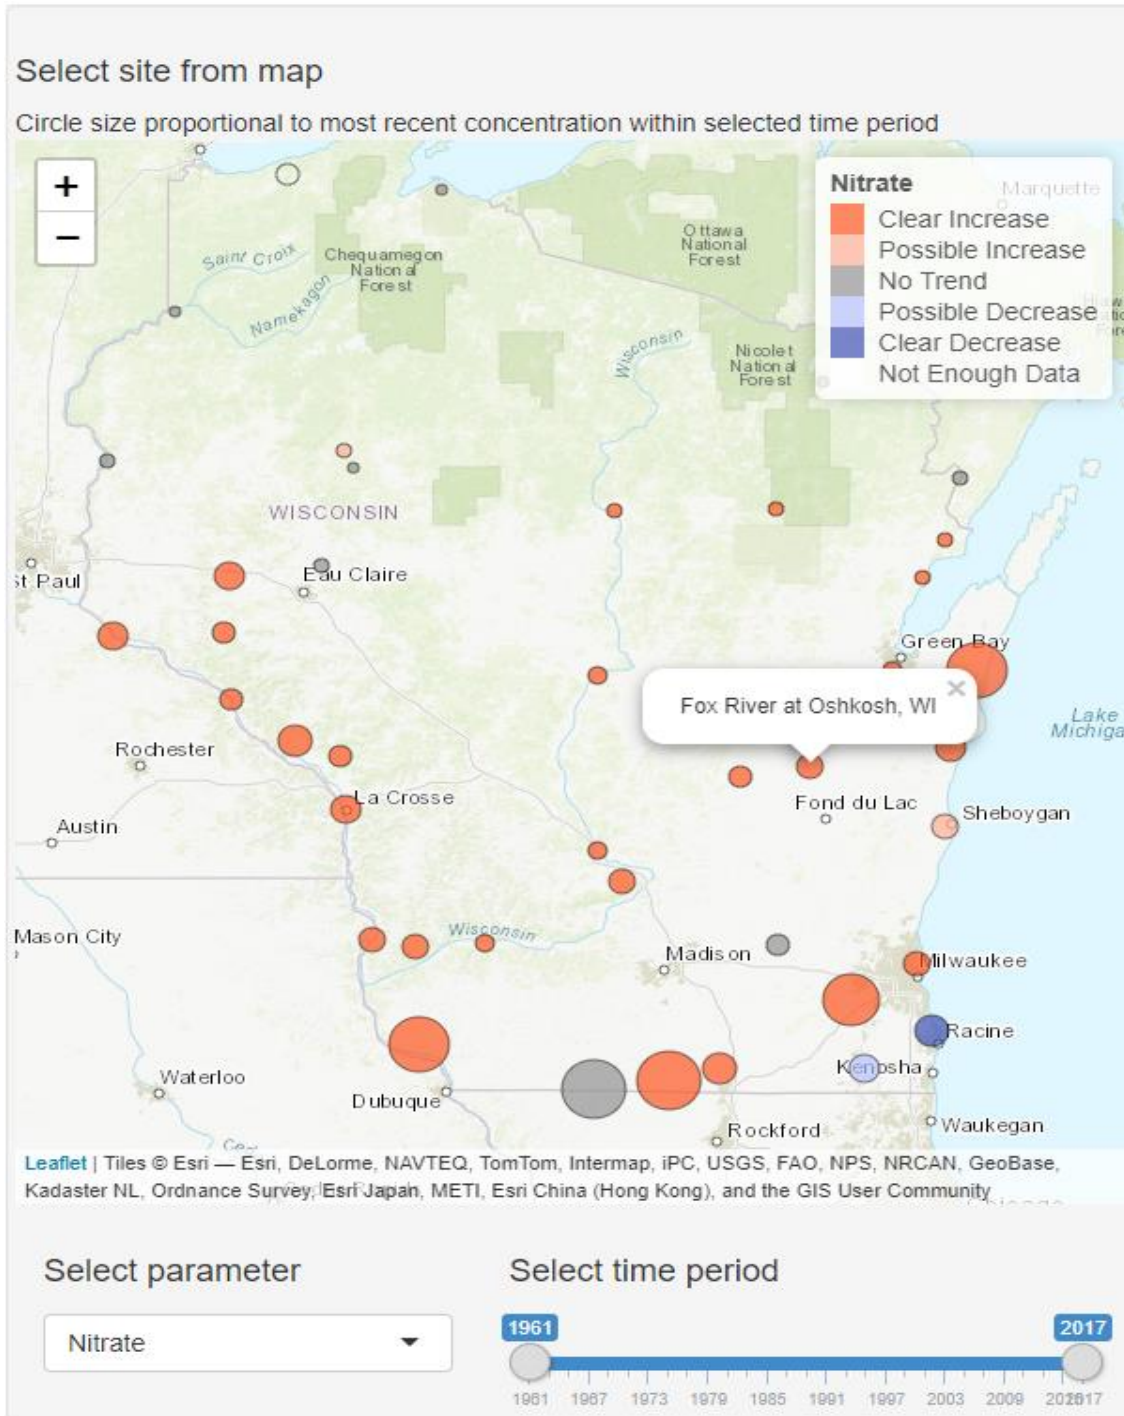 Select site from map
Circle size proportional to most recent concentration within selected time period
+
−
Nitrate
Clear Increase
Possible Increase
No Trend
Possible Decrease
Clear Decrease
Not Enough Data
Marquette
Ottawa
National
Forest
Saint Croix
Chequamegon
National
Forest
Namekagon
Wisconsin
Nicolet
National
Forest
WISCONSIN
St Paul
Eau Claire
Green Bay
Fox River at Oshkosh, WI
×
Lake
Michiga
Rochester
La Crosse
Fond du Lac
Sheboygan
Austin
Mason City
Wisconsin
Madison
Milwaukee
Racine
Kenosha
Waterloo
Dubuque
Rockford
Waukegan
Leaflet | Tiles © Esri — Esri, DeLorme, NAVTEQ, TomTom, Intermap, iPC, USGS, FAO, NPS, NRCAN, GeoBase,
Kadaster NL, Ordnance Survey, Esri Japan, METI, Esri China (Hong Kong), and the GIS User Community
Select parameter
Select time period
Nitrate
1961
2017
1961 1967 1973 1979 1985 1991 1997 2003 2009 2015 2017